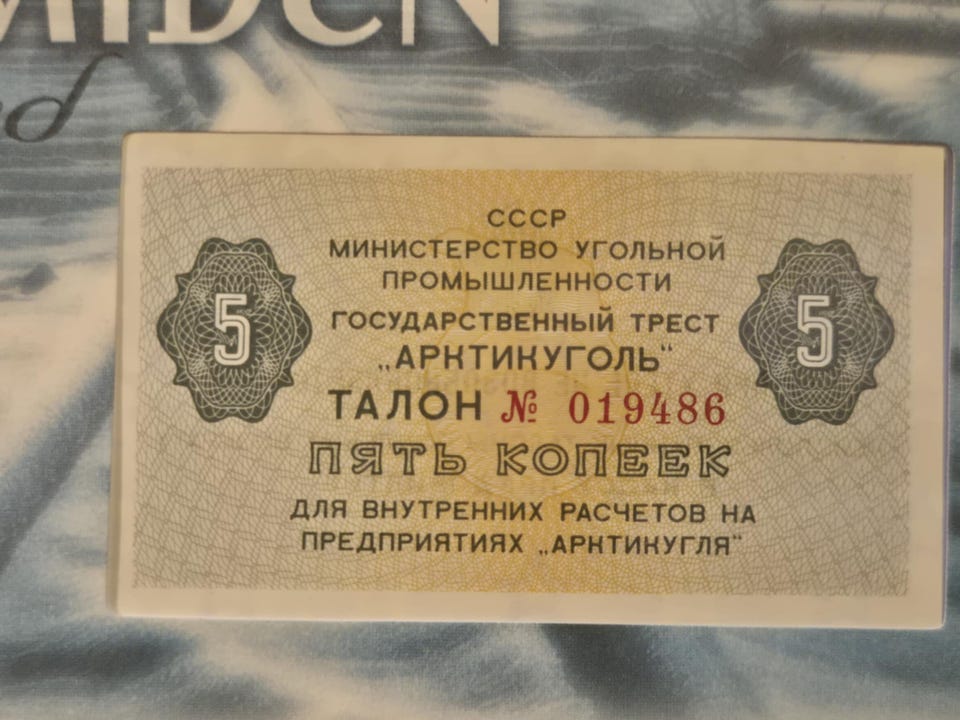 MIDEN
СССР
МИНИСТЕРСТВО УГОЛЬНОЙ
ПРОМЫШЛЕННОСТИ
ГОСУДАРСТВЕННЫЙ ТРЕСТ
„АРКТИКУГОЛЬ“
5
5
ТАЛОН № 019486
ПЯТЬ КОПЕЕК
ДЛЯ ВНУТРЕННИХ РАСЧЕТОВ НА
ПРЕДПРИЯТИЯХ „АРКТИКУГЛЯ“